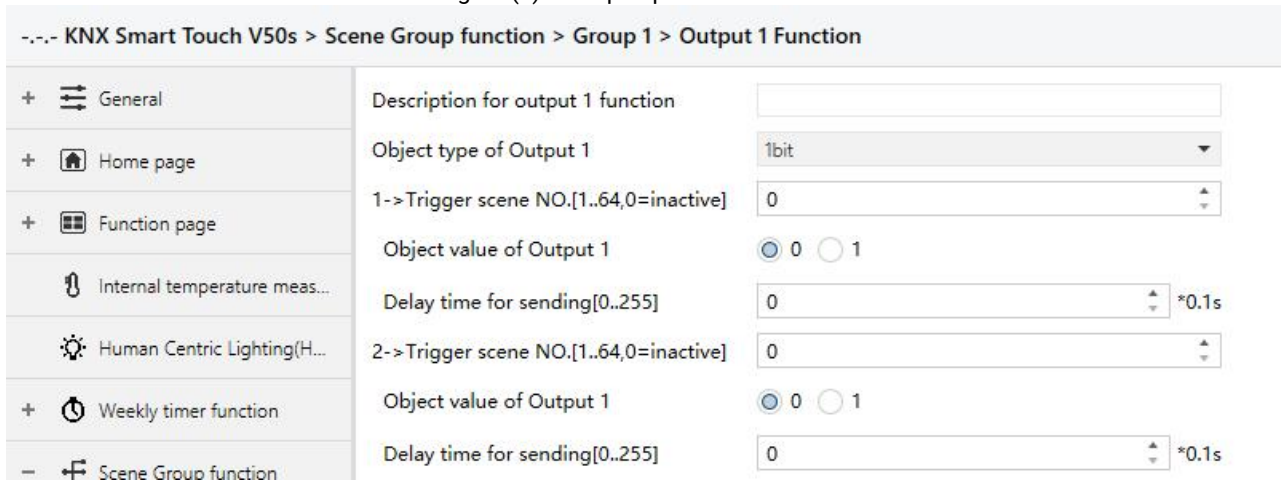 -.-.- KNX Smart Touch V50s > Scene Group function > Group 1 > Output 1 Function
+ General
+ Home page
+ Function page
Internal temperature meas...
Human Centric Lighting(H...
+ Weekly timer function
− Scene Group function
Description for output 1 function
Object type of Output 1 1bit
1->Trigger scene NO.[1..64,0=inactive] 0
Object value of Output 1 0 1
Delay time for sending[0..255] 0 *0.1s
2->Trigger scene NO.[1..64,0=inactive] 0
Object value of Output 1 0 1
Delay time for sending[0..255] 0 *0.1s